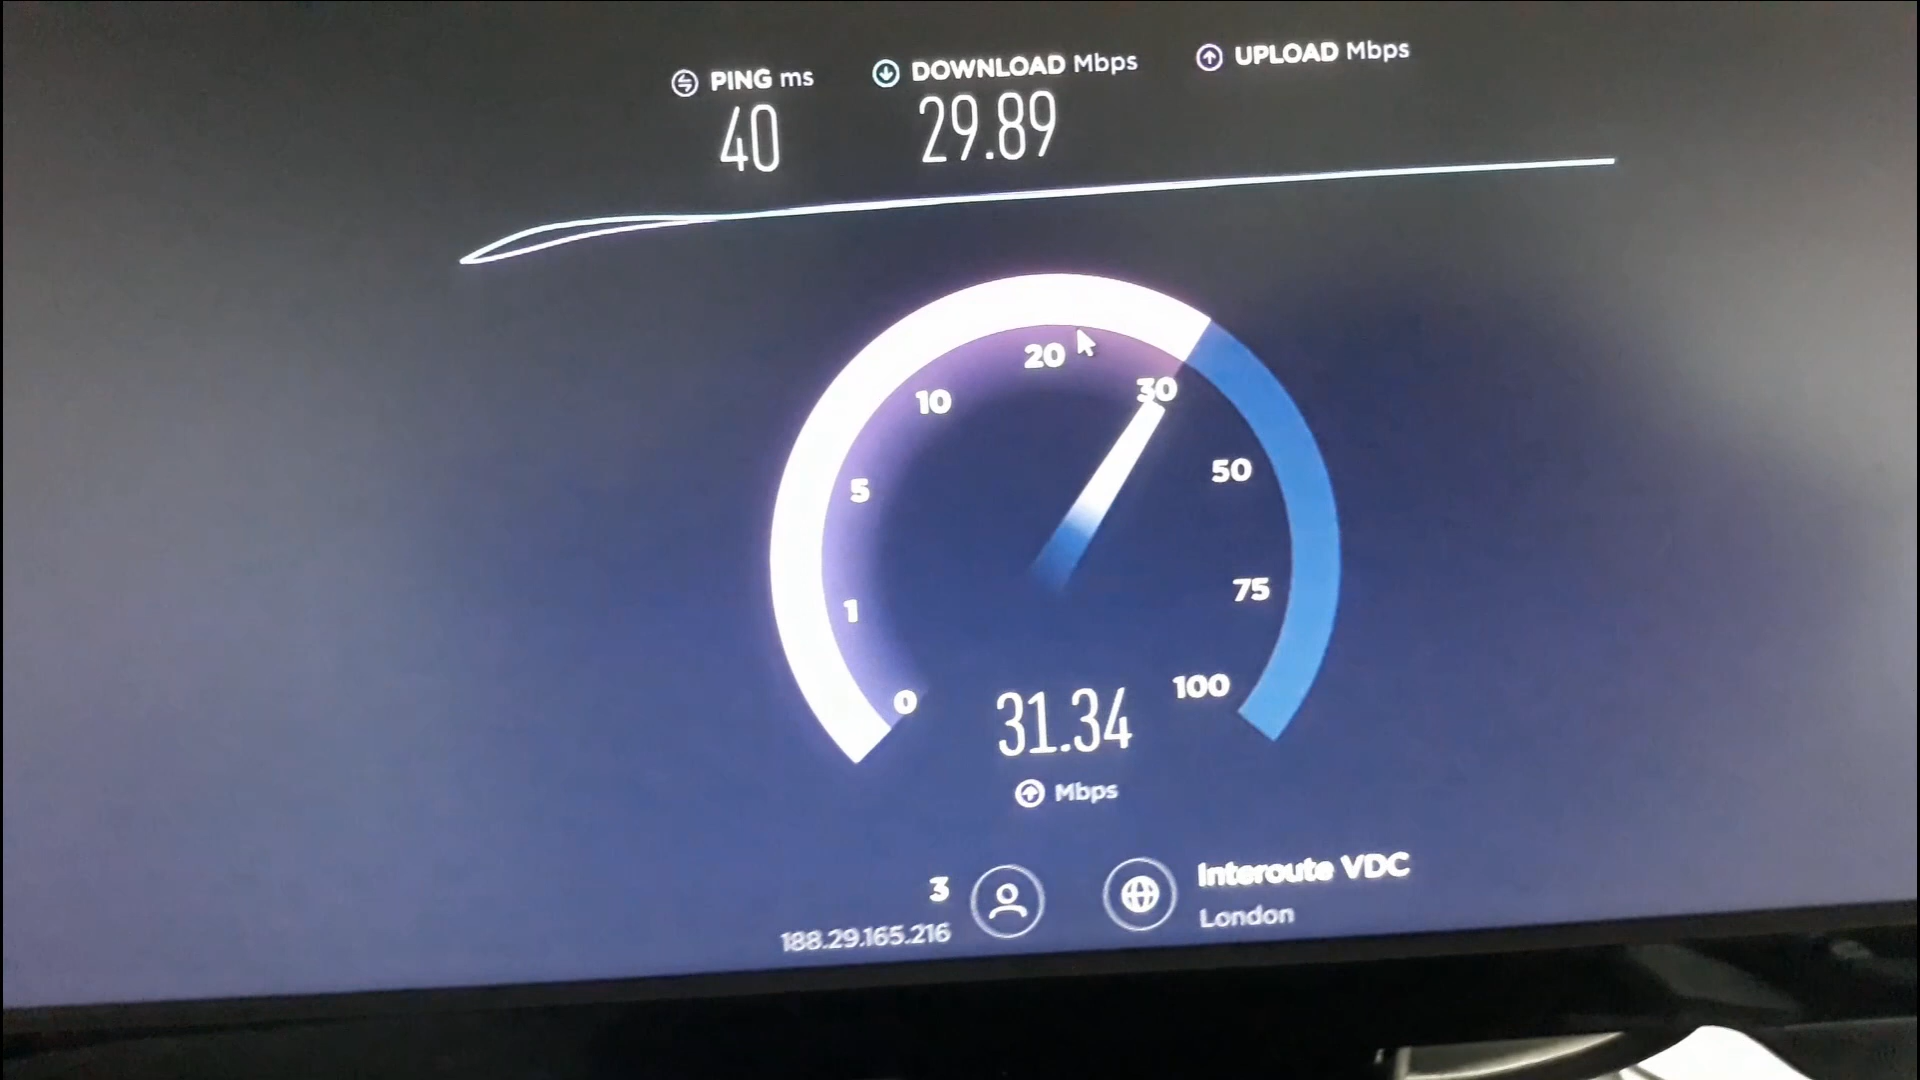 PING ms
40
DOWNLOAD Mbps
29.89
UPLOAD Mbps
0
1
5
10
20
30
50
75
100
31.34
Mbps
3
188.29.165.216
Interoute VDC
London